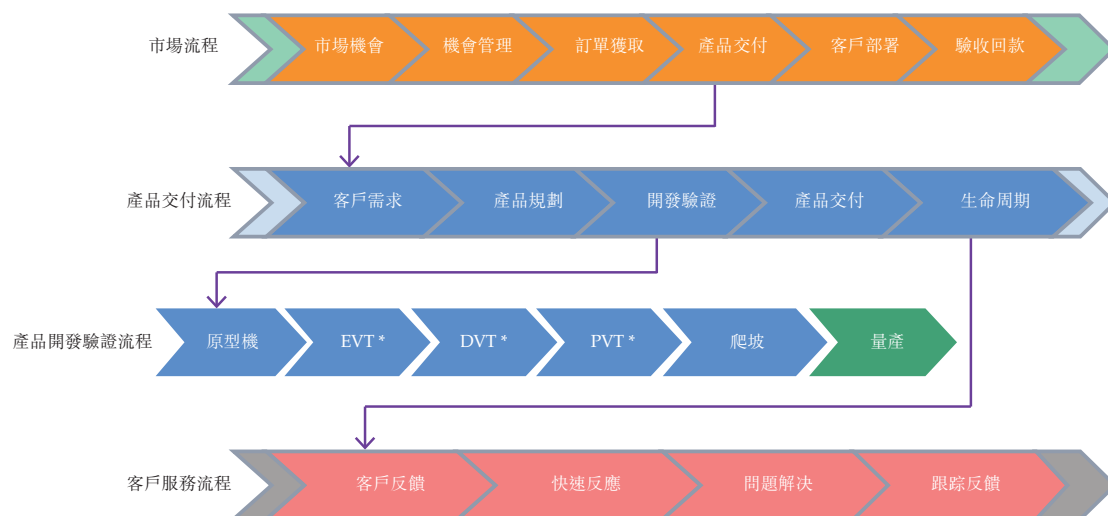 市場流程
市場機會
機會管理
訂單獲取
產品交付
客戶部署
驗收回款
產品交付流程
客戶需求
產品規劃
開發驗證
產品交付
生命周期
產品開發驗證流程
原型機
EVT *
DVT *
PVT *
爬坡
量產
客戶服務流程
客戶反饋
快速反應
問題解決
跟踪反饋